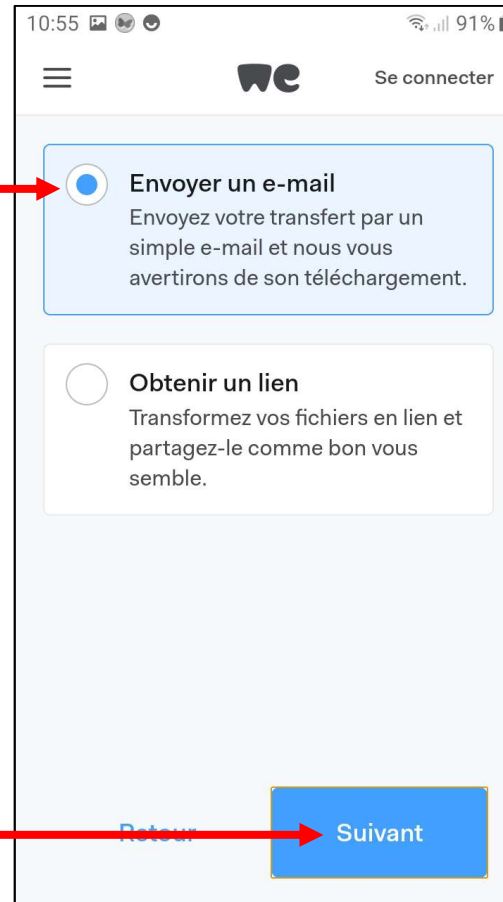 10:55 91%
we Se connecter
Envoyer un e-mail
Envoyez votre transfert par un
simple e-mail et nous vous
avertirons de son téléchargement.
Obtenir un lien
Transformez vos fichiers en lien et
partagez-le comme bon vous
semble.
Retour Suivant